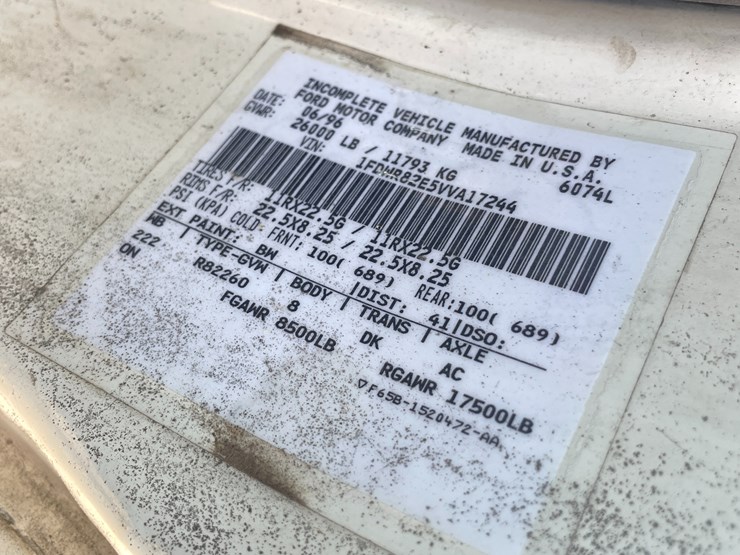 INCOMPLETE VEHICLE MANUFACTURED BY
FORD MOTOR COMPANY MADE IN U.S.A.
DATE: 06/96 6074L
GVWR: 26000 LB / 11793 KG
VIN: 1FDWR82E5VVA17244
TIRES F/R: 11RX22.5G / 11RX22.5G
RIMS F/R: 22.5X8.25 / 22.5X8.25
PSI (KPA) COLD: FRNT: 100( 689) REAR:100( 689)
EXT PAINT: BW |DIST: 41|DSO:
WB | TYPE-GVW | BODY | TRANS | AXLE
222 R82260 8 DK AC
ON FGAWR 8500LB RGAWR 17500LB
▽F65B-1520472-AA